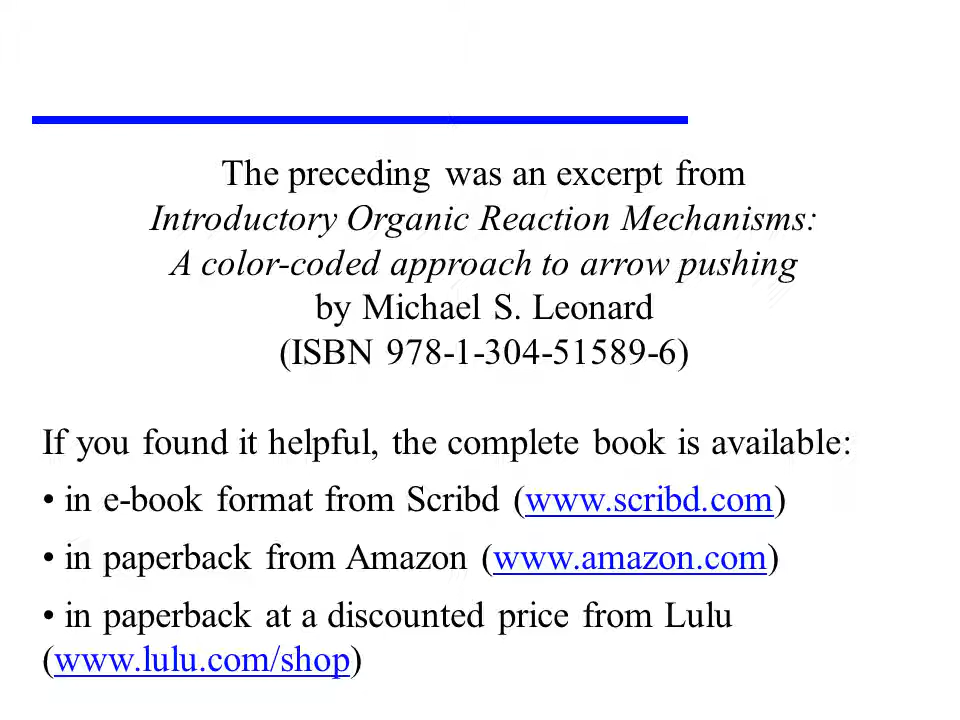 The preceding was an excerpt from
Introductory Organic Reaction Mechanisms:
A color-coded approach to arrow pushing
by Michael S. Leonard
(ISBN 978-1-304-51589-6)
If you found it helpful, the complete book is available:
• in e-book format from Scribd (www.scribd.com)
• in paperback from Amazon (www.amazon.com)
• in paperback at a discounted price from Lulu
(www.lulu.com/shop)